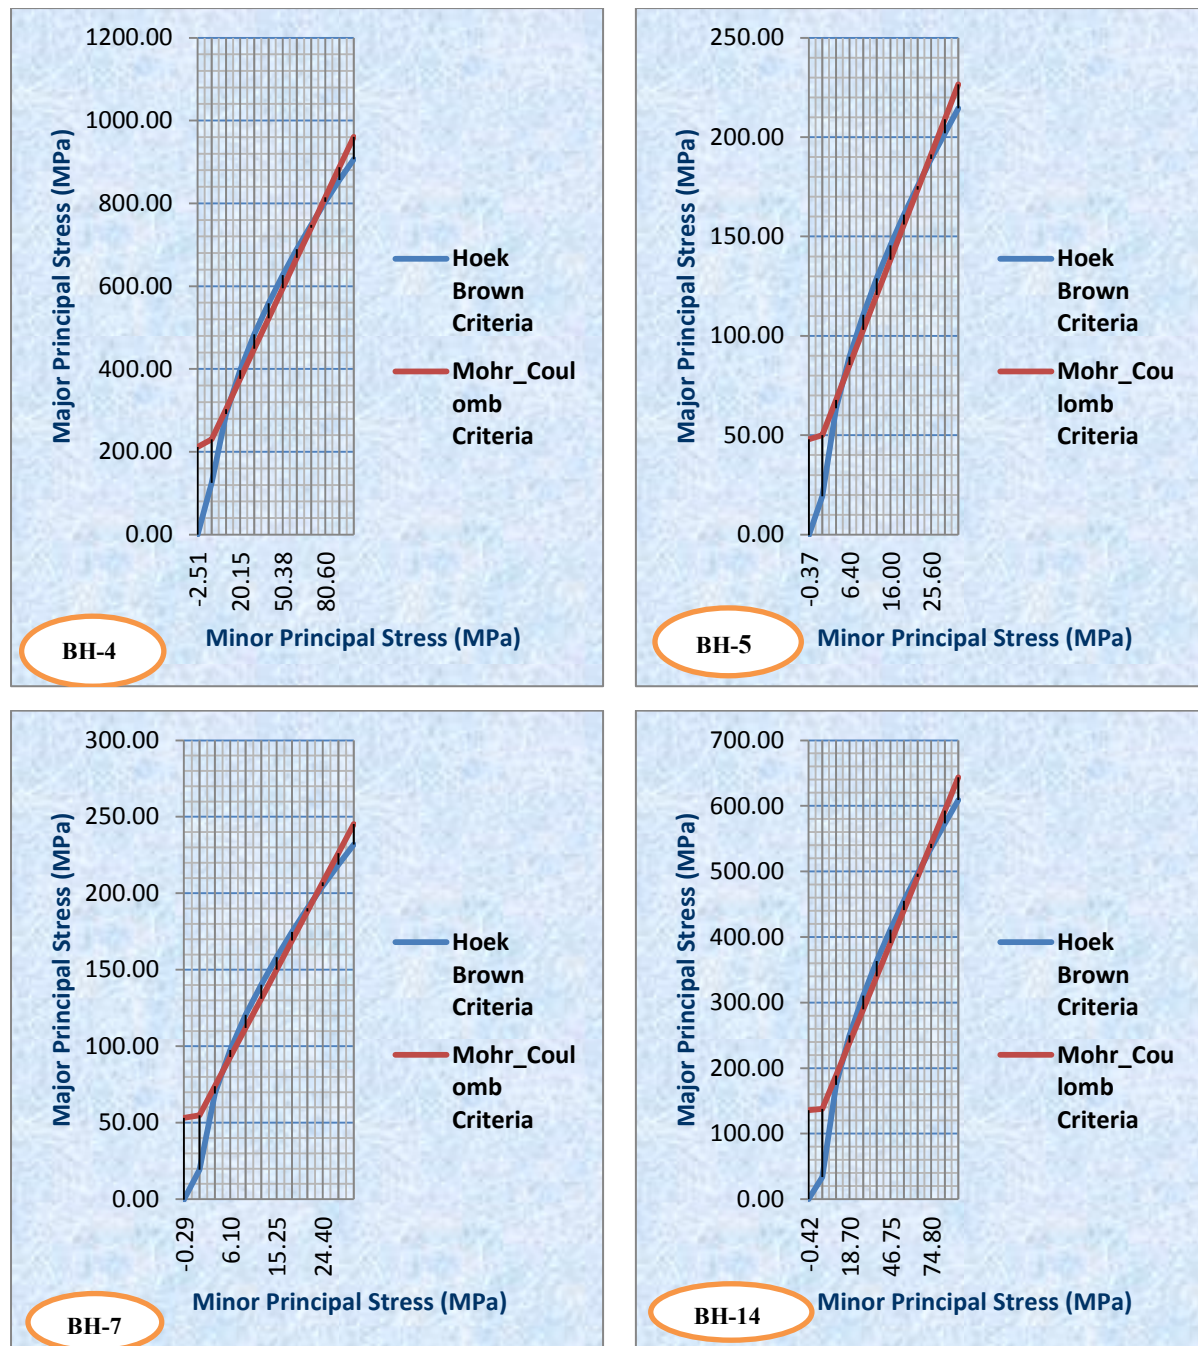 1200.00
1000.00
800.00
600.00
400.00
200.00
0.00
Major Principal Stress (MPa)
-2.51
20.15
50.38
80.60
Minor Principal Stress (MPa)
Hoek
Brown
Criteria
Mohr_Coul
omb
Criteria
BH-4
250.00
200.00
150.00
100.00
50.00
0.00
Major Principal Stress (MPa)
-0.37
6.40
16.00
25.60
Minor Principal Stress (MPa)
Hoek
Brown
Criteria
Mohr_Cou
lomb
Criteria
BH-5
300.00
250.00
200.00
150.00
100.00
50.00
0.00
Major Principal Stress (MPa)
-0.29
6.10
15.25
24.40
Minor Principal Stress (MPa)
Hoek
Brown
Criteria
Mohr_Coul
omb
Criteria
BH-7
700.00
600.00
500.00
400.00
300.00
200.00
100.00
0.00
Major Principal Stress (MPa)
-0.42
18.70
46.75
74.80
Minor Principal Stress (MPa)
Hoek
Brown
Criteria
Mohr_Cou
lomb
Criteria
BH-14